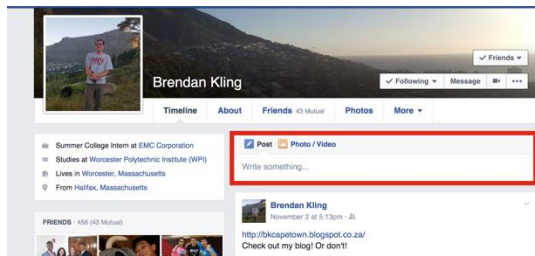 Brendan Kling
Friends
Following Message
Timeline About Friends 43 Mutual Photos More
Summer College Intern at EMC Corporation
Studies at Worcester Polytechnic Institute (WPI)
Lives in Worcester, Massachusetts
From Halifax, Massachusetts
FRIENDS · 456 (43 Mutual)
Post Photo / Video
Write something...
Brendan Kling
November 2 at 5:13pm ·
http://bkcapetown.blogspot.co.za/
Check out my blog! Or don't!